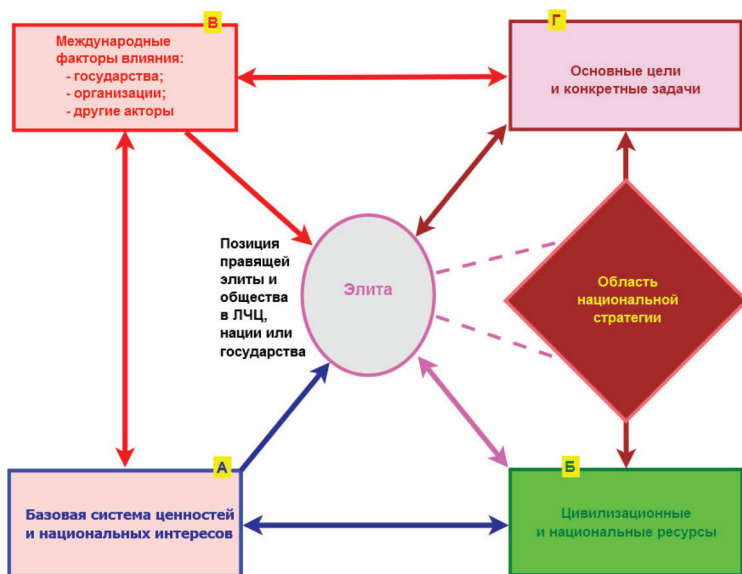 В
Международные
факторы влияния:
- государства;
- организации;
- другие акторы
Г
Основные цели
и конкретные задачи
Позиция
правящей
элиты и
общества
в ЛЧЦ,
нации или
государства
Элита
Область
национальной
стратегии
А
Базовая система ценностей
и национальных интересов
Б
Цивилизационные
и национальные ресурсы